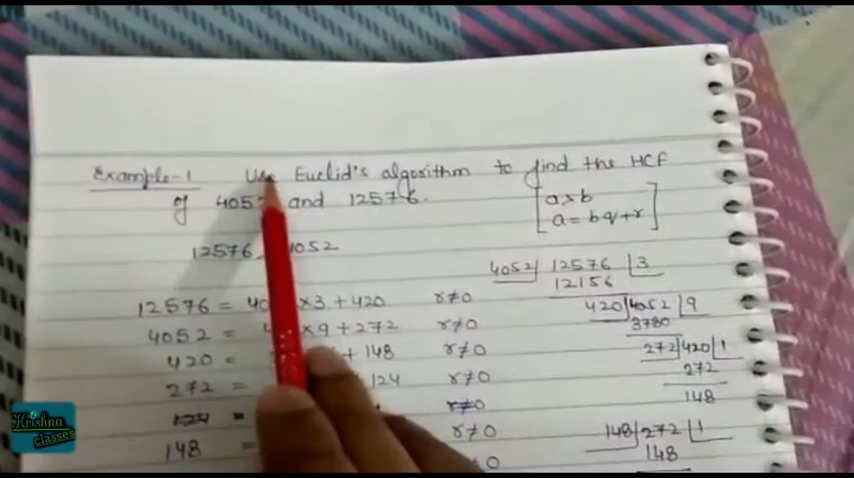 Example-1 Use Euclid's algorithm to find the HCF
of 4052 and 12576.
[a>b
a = bq+r]
12576 4052
4052 12576 3
12156
12576 = ×3 + 420 r≠0
420 4052 9
3780
4052 = ×9 + 272 r≠0
272 420 1
272
148
420 = + 148 r≠0
272 = 124 r≠0
124 = r≠0
148 = r≠0
148 272 1
148
≠0
Krishna
classes